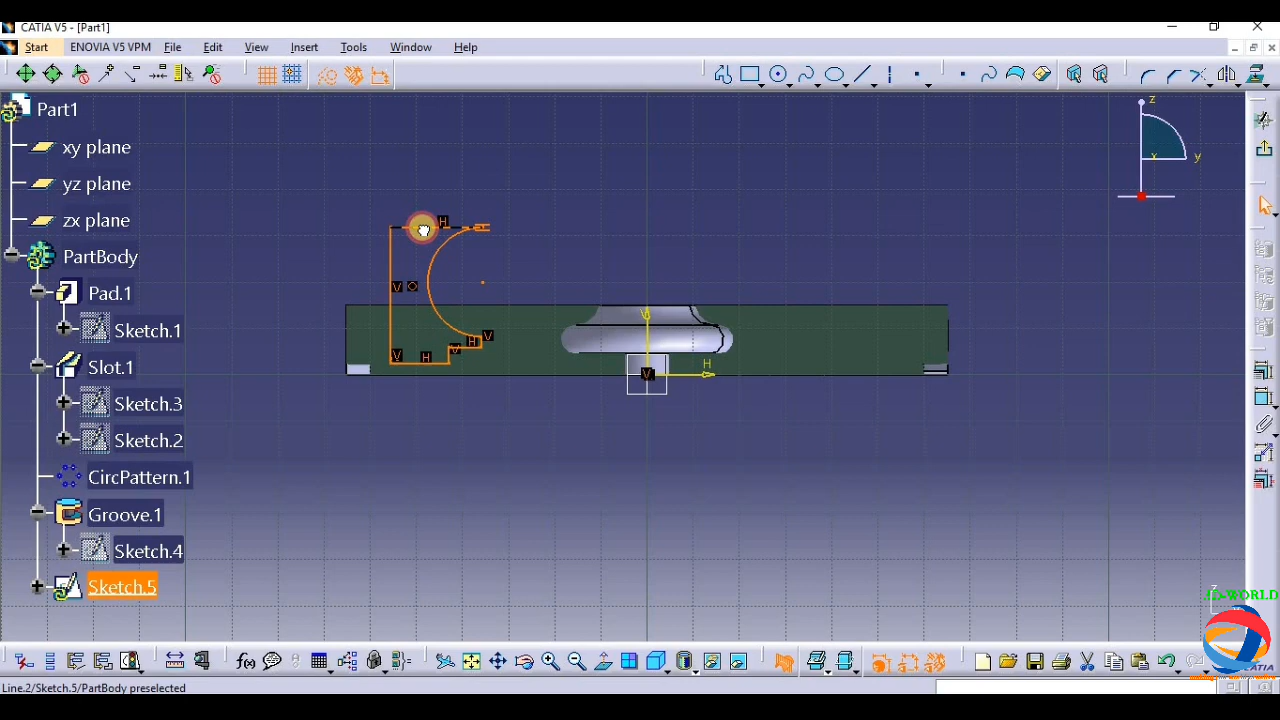 CATIA V5 - [Part1]
Start ENOVIA V5 VPM File Edit View Insert Tools Window Help
Part1
xy plane
yz plane
zx plane
PartBody
Pad.1
Sketch.1
Slot.1
Sketch.3
Sketch.2
CircPattern.1
Groove.1
Sketch.4
Sketch.5
z
x y
H
V O
V H V H V
V
H
V
f(x)
CATIA
Line.2/Sketch.5/PartBody preselected